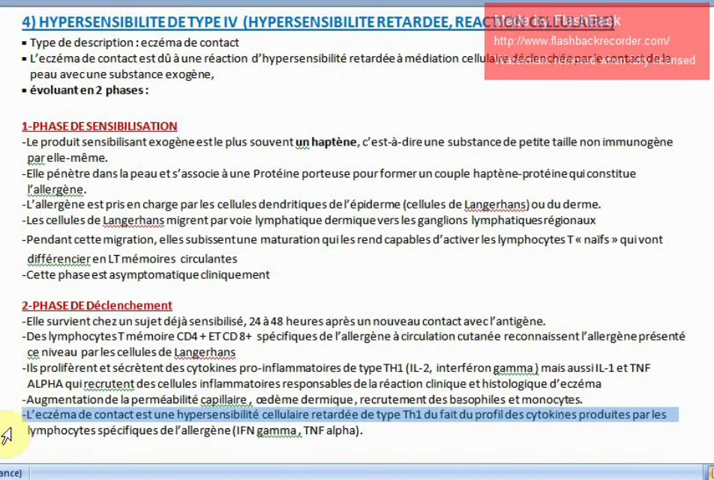 4) HYPERSENSIBILITE DE TYPE IV (HYPERSENSIBILITE RETARDEE, REACTION CELLULAIRE)
Made by FlashBack
http://www.flashbackrecorder.com/
▪ Type de description : eczéma de contact
▪ L'eczéma de contact est dû à une réaction d'hypersensibilité retardée à médiation cellulaire déclenchée par le contact de la
peau avec une substance exogène,
▪ évoluant en 2 phases :
1-PHASE DE SENSIBILISATION
-Le produit sensibilisant exogène est le plus souvent un haptène, c'est-à-dire une substance de petite taille non immunogène
par elle-même.
-Elle pénètre dans la peau et s'associe à une Protéine porteuse pour former un couple haptène-protéine qui constitue
l'allergène.
-L'allergène est pris en charge par les cellules dendritiques de l'épiderme (cellules de Langerhans) ou du derme.
-Les cellules de Langerhans migrent par voie lymphatique dermique vers les ganglions lymphatiques régionaux
-Pendant cette migration, elles subissent une maturation qui les rend capables d'activer les lymphocytes T « naïfs » qui vont
différencier en LT mémoires circulantes
-Cette phase est asymptomatique cliniquement
2-PHASE DE Déclenchement
-Elle survient chez un sujet déjà sensibilisé, 24 à 48 heures après un nouveau contact avec l'antigène.
-Des lymphocytes T mémoire CD4 + ET CD 8+ spécifiques de l'allergène à circulation cutanée reconnaissent l'allergène présenté
ce niveau par les cellules de Langerhans
-Ils prolifèrent et sécrètent des cytokines pro-inflammatoires de type TH1 (IL-2, interféron gamma ) mais aussi IL-1 et TNF
ALPHA qui recrutent des cellules inflammatoires responsables de la réaction clinique et histologique d'eczéma
-Augmentation de la perméabilité capillaire , œdème dermique, recrutement des basophiles et monocytes.
-L'eczéma de contact est une hypersensibilité cellulaire retardée de type Th1 du fait du profil des cytokines produites par les
lymphocytes spécifiques de l'allergène (IFN gamma , TNF alpha).
ance)